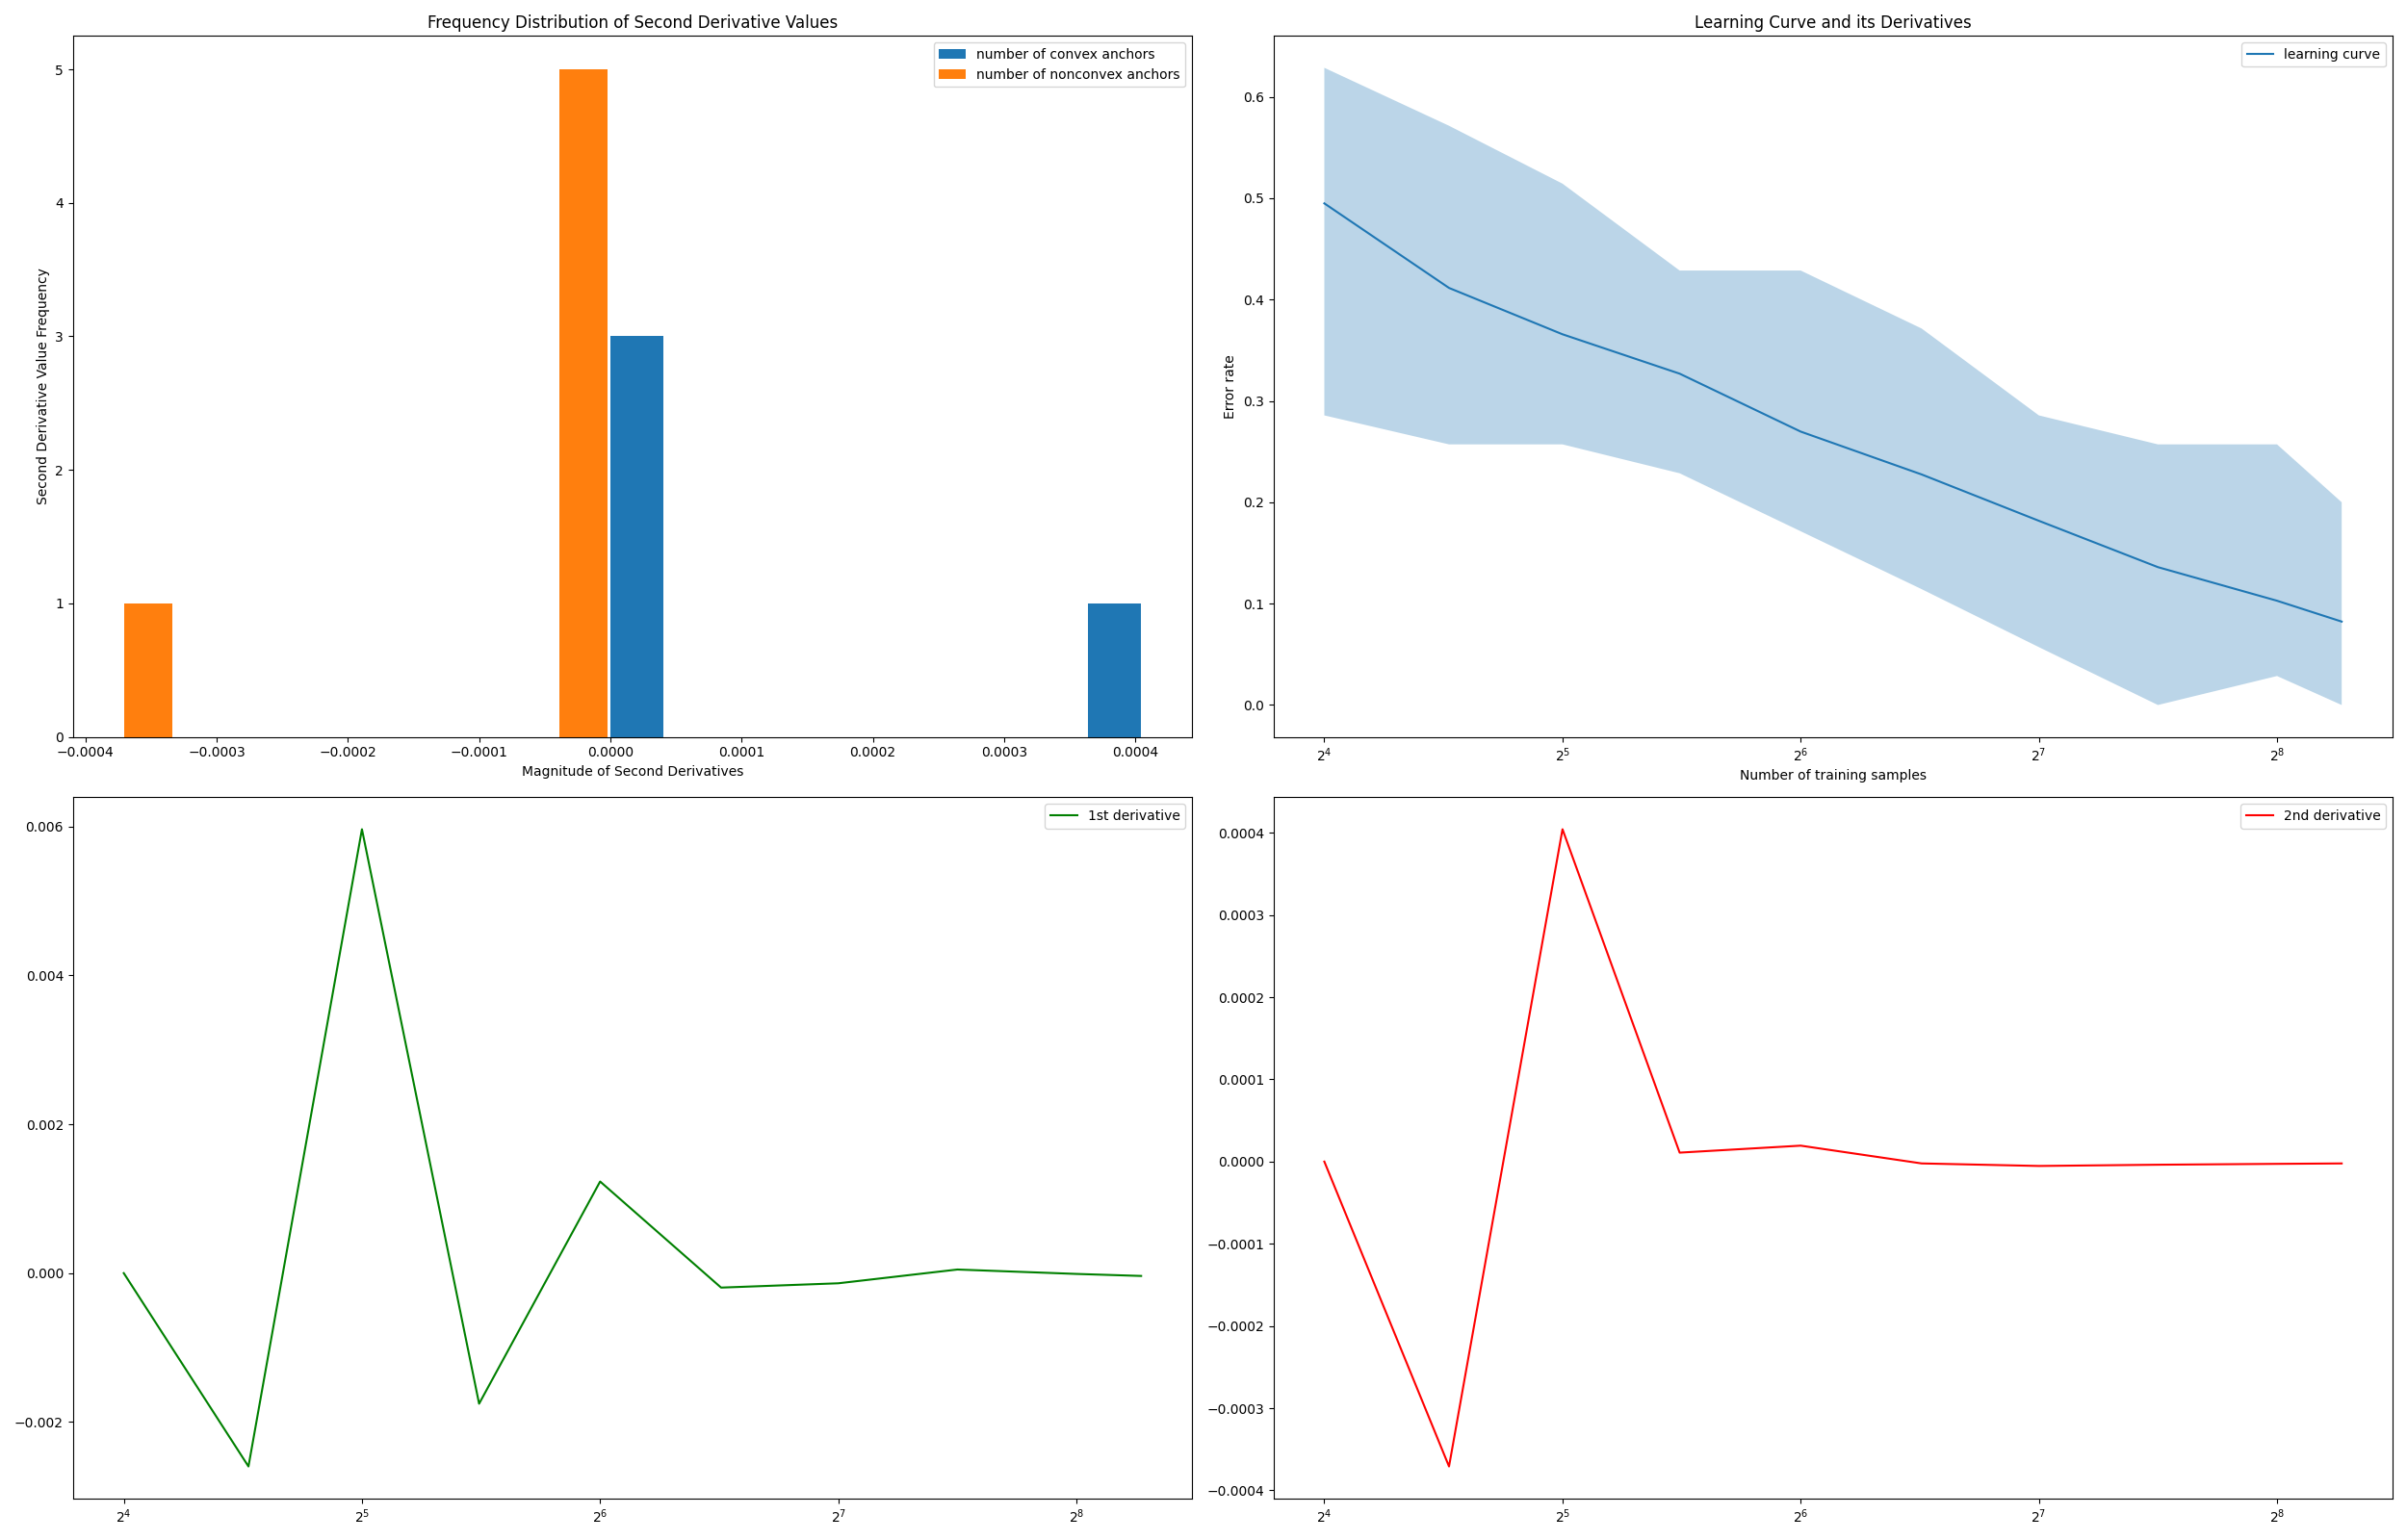 Frequency Distribution of Second Derivative Values
number of convex anchors
number of nonconvex anchors
Second Derivative Value Frequency
5
4
3
2
1
0
−0.0004 −0.0003 −0.0002 −0.0001 0.0000 0.0001 0.0002 0.0003 0.0004
Magnitude of Second Derivatives
Learning Curve and its Derivatives
learning curve
Error rate
0.6
0.5
0.4
0.3
0.2
0.1
0.0
2⁴ 2⁵ 2⁶ 2⁷ 2⁸
Number of training samples
1st derivative
0.006
0.004
0.002
0.000
−0.002
2⁴ 2⁵ 2⁶ 2⁷ 2⁸
2nd derivative
0.0004
0.0003
0.0002
0.0001
0.0000
−0.0001
−0.0002
−0.0003
−0.0004
2⁴ 2⁵ 2⁶ 2⁷ 2⁸